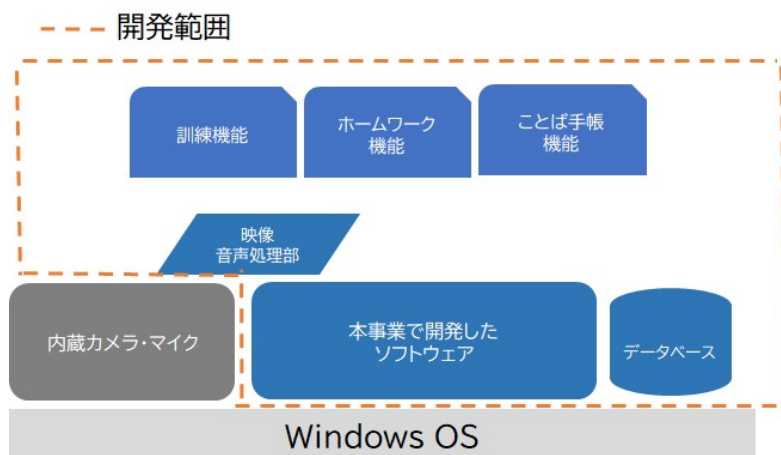 開発範囲
訓練機能
ホームワーク
機能
ことば手帳
機能
映像
音声処理部
内蔵カメラ・マイク
本事業で開発した
ソフトウェア
データベース
Windows OS